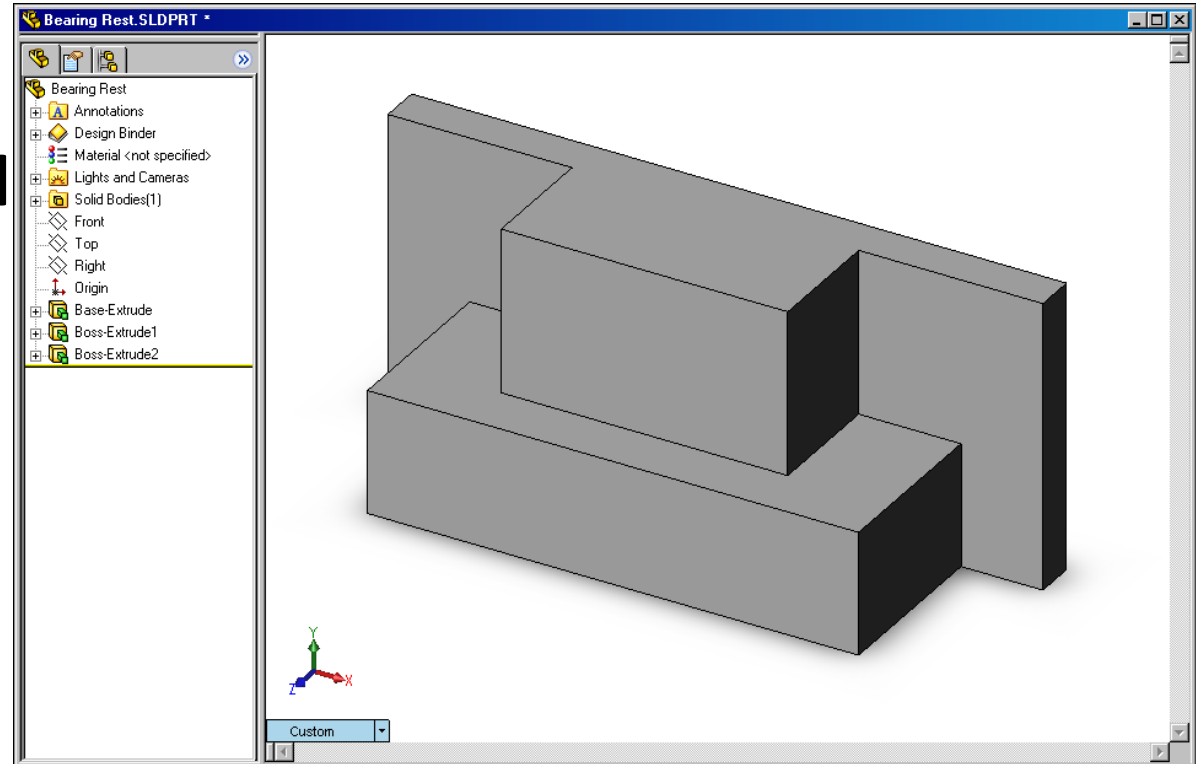 Bearing Rest.SLDPRT *
Bearing Rest
A Annotations
Design Binder
Material <not specified>
Lights and Cameras
Solid Bodies(1)
Front
Top
Right
Origin
Base-Extrude
Boss-Extrude1
Boss-Extrude2
Y
X
Z
Custom